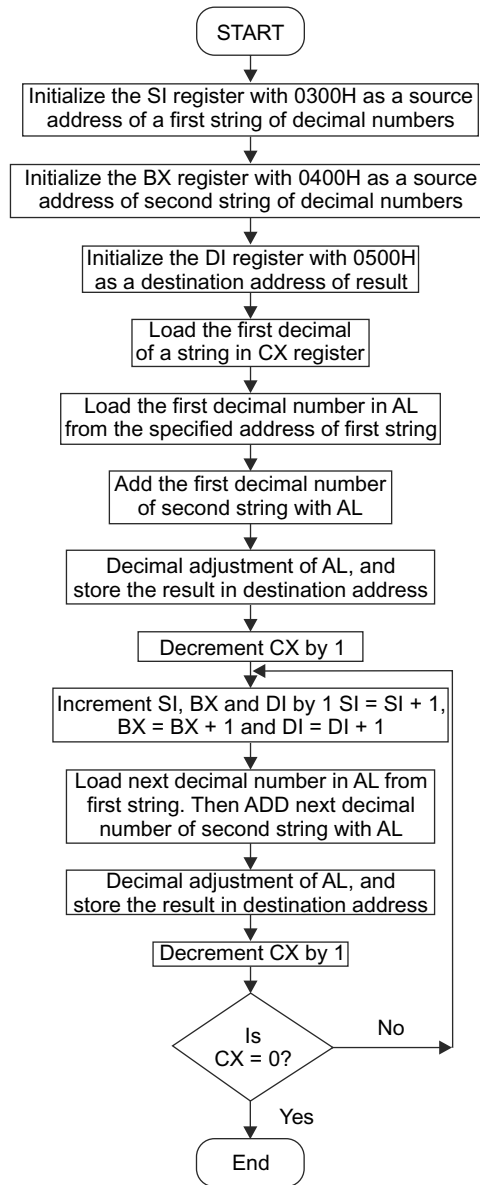 START
Initialize the SI register with 0300H as a source
address of a first string of decimal numbers
Initialize the BX register with 0400H as a source
address of second string of decimal numbers
Initialize the DI register with 0500H
as a destination address of result
Load the first decimal
of a string in CX register
Load the first decimal number in AL
from the specified address of first string
Add the first decimal number
of second string with AL
Decimal adjustment of AL, and
store the result in destination address
Decrement CX by 1
Increment SI, BX and DI by 1 SI = SI + 1,
BX = BX + 1 and DI = DI + 1
Load next decimal number in AL from
first string. Then ADD next decimal
number of second string with AL
Decimal adjustment of AL, and
store the result in destination address
Decrement CX by 1
Is
CX = 0?
No
Yes
End